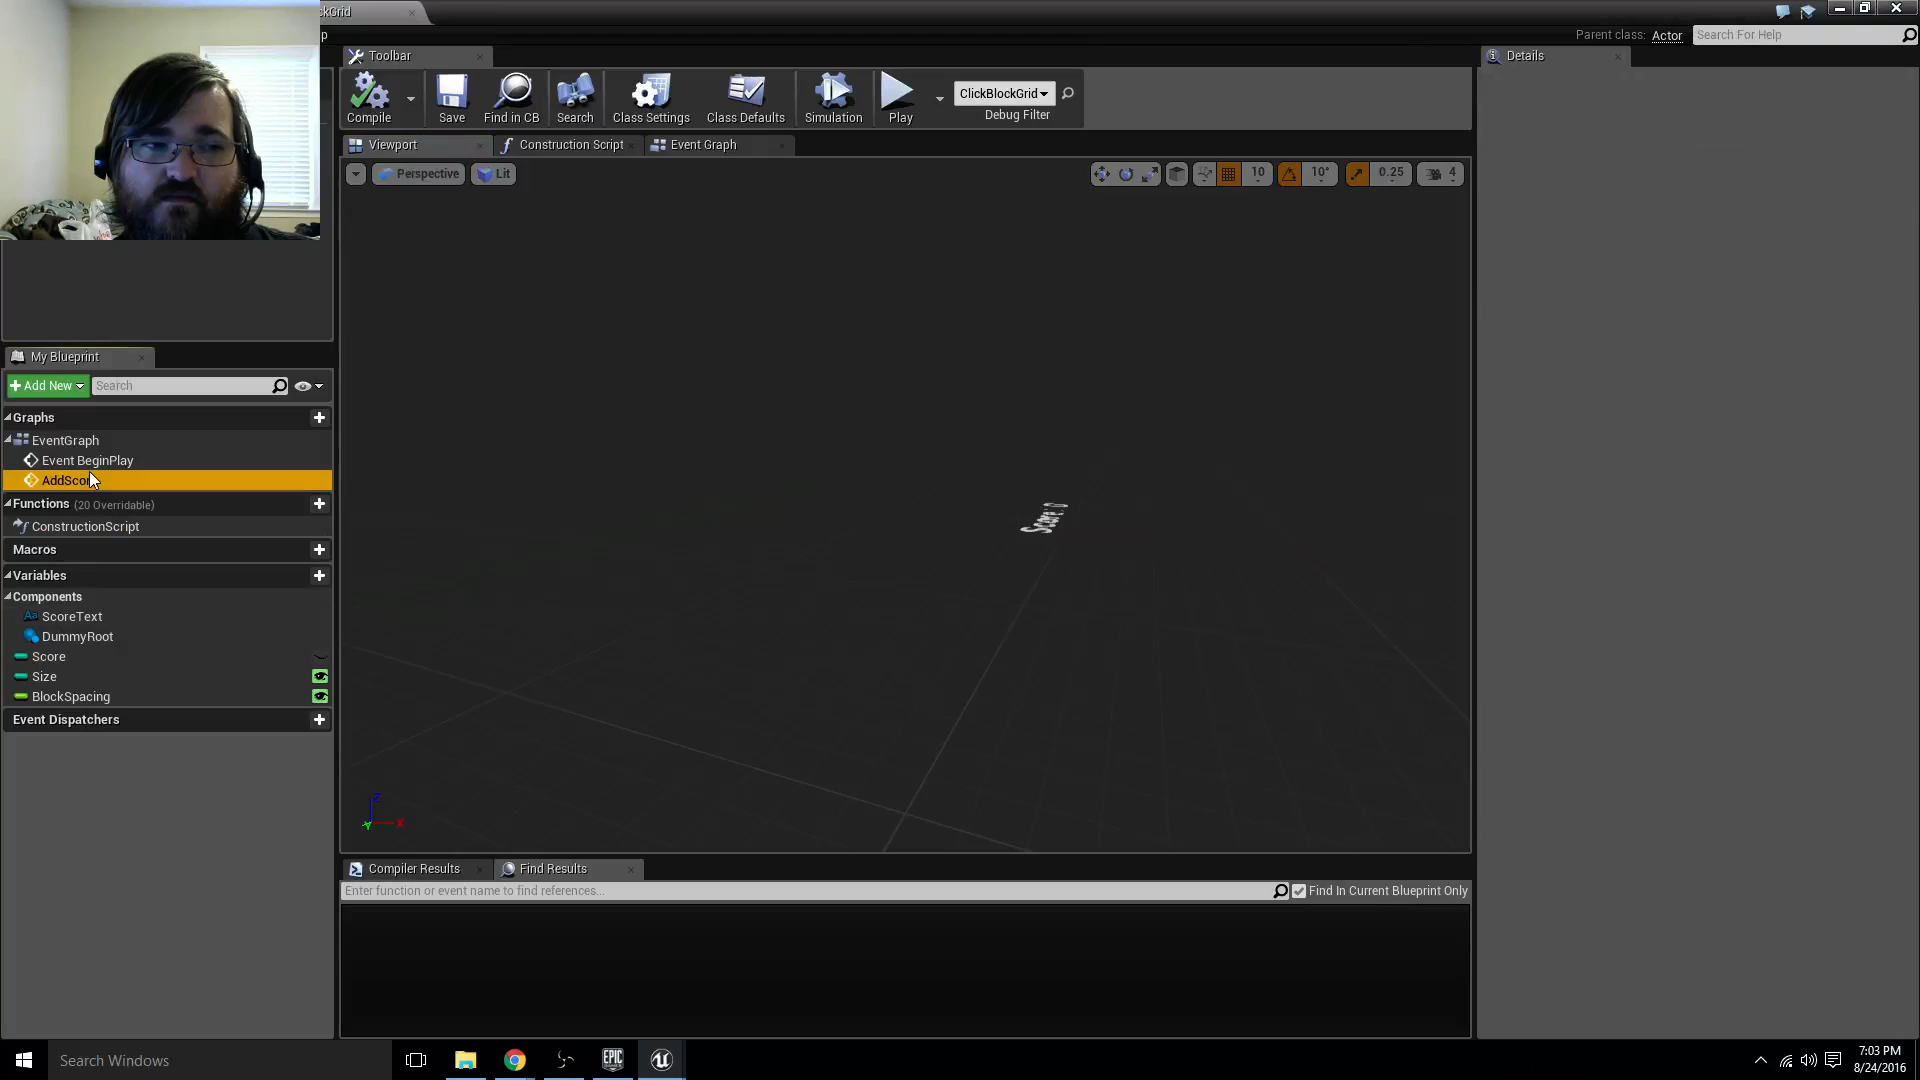 kGrid
p
Parent class: Actor
Search For Help
Toolbar
Details
Compile
Save
Find in CB
Search
Class Settings
Class Defaults
Simulation
Play
ClickBlockGrid
Debug Filter
Viewport
Construction Script
Event Graph
Perspective
Lit
10
10°
0.25
4
My Blueprint
Add New
Search
Graphs
EventGraph
Event BeginPlay
AddSco
Functions (20 Overridable)
ConstructionScript
Macros
Variables
Components
ScoreText
DummyRoot
Score
Size
BlockSpacing
Event Dispatchers
Score: 0
Z
X
Y
Compiler Results
Find Results
Enter function or event name to find references...
Find In Current Blueprint Only
Search Windows
EPIC
7:03 PM
8/24/2016